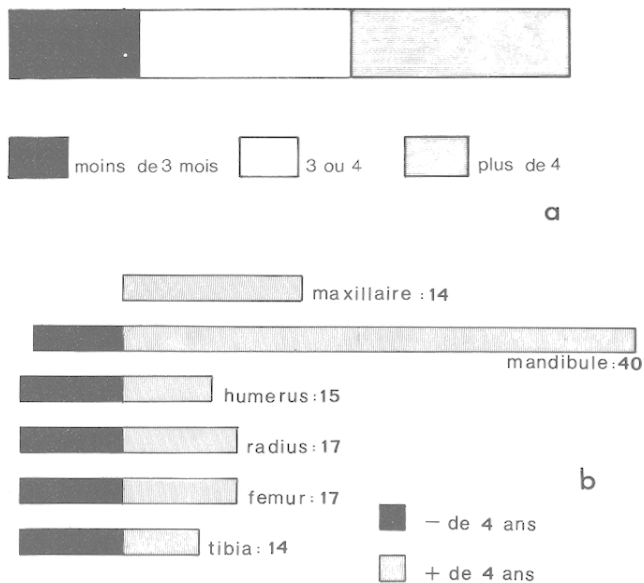 moins de 3 mois 3 ou 4 plus de 4
a
maxillaire : 14
mandibule: 40
humerus: 15
radius: 17
femur: 17
b
- de 4 ans
tibia: 14
+ de 4 ans